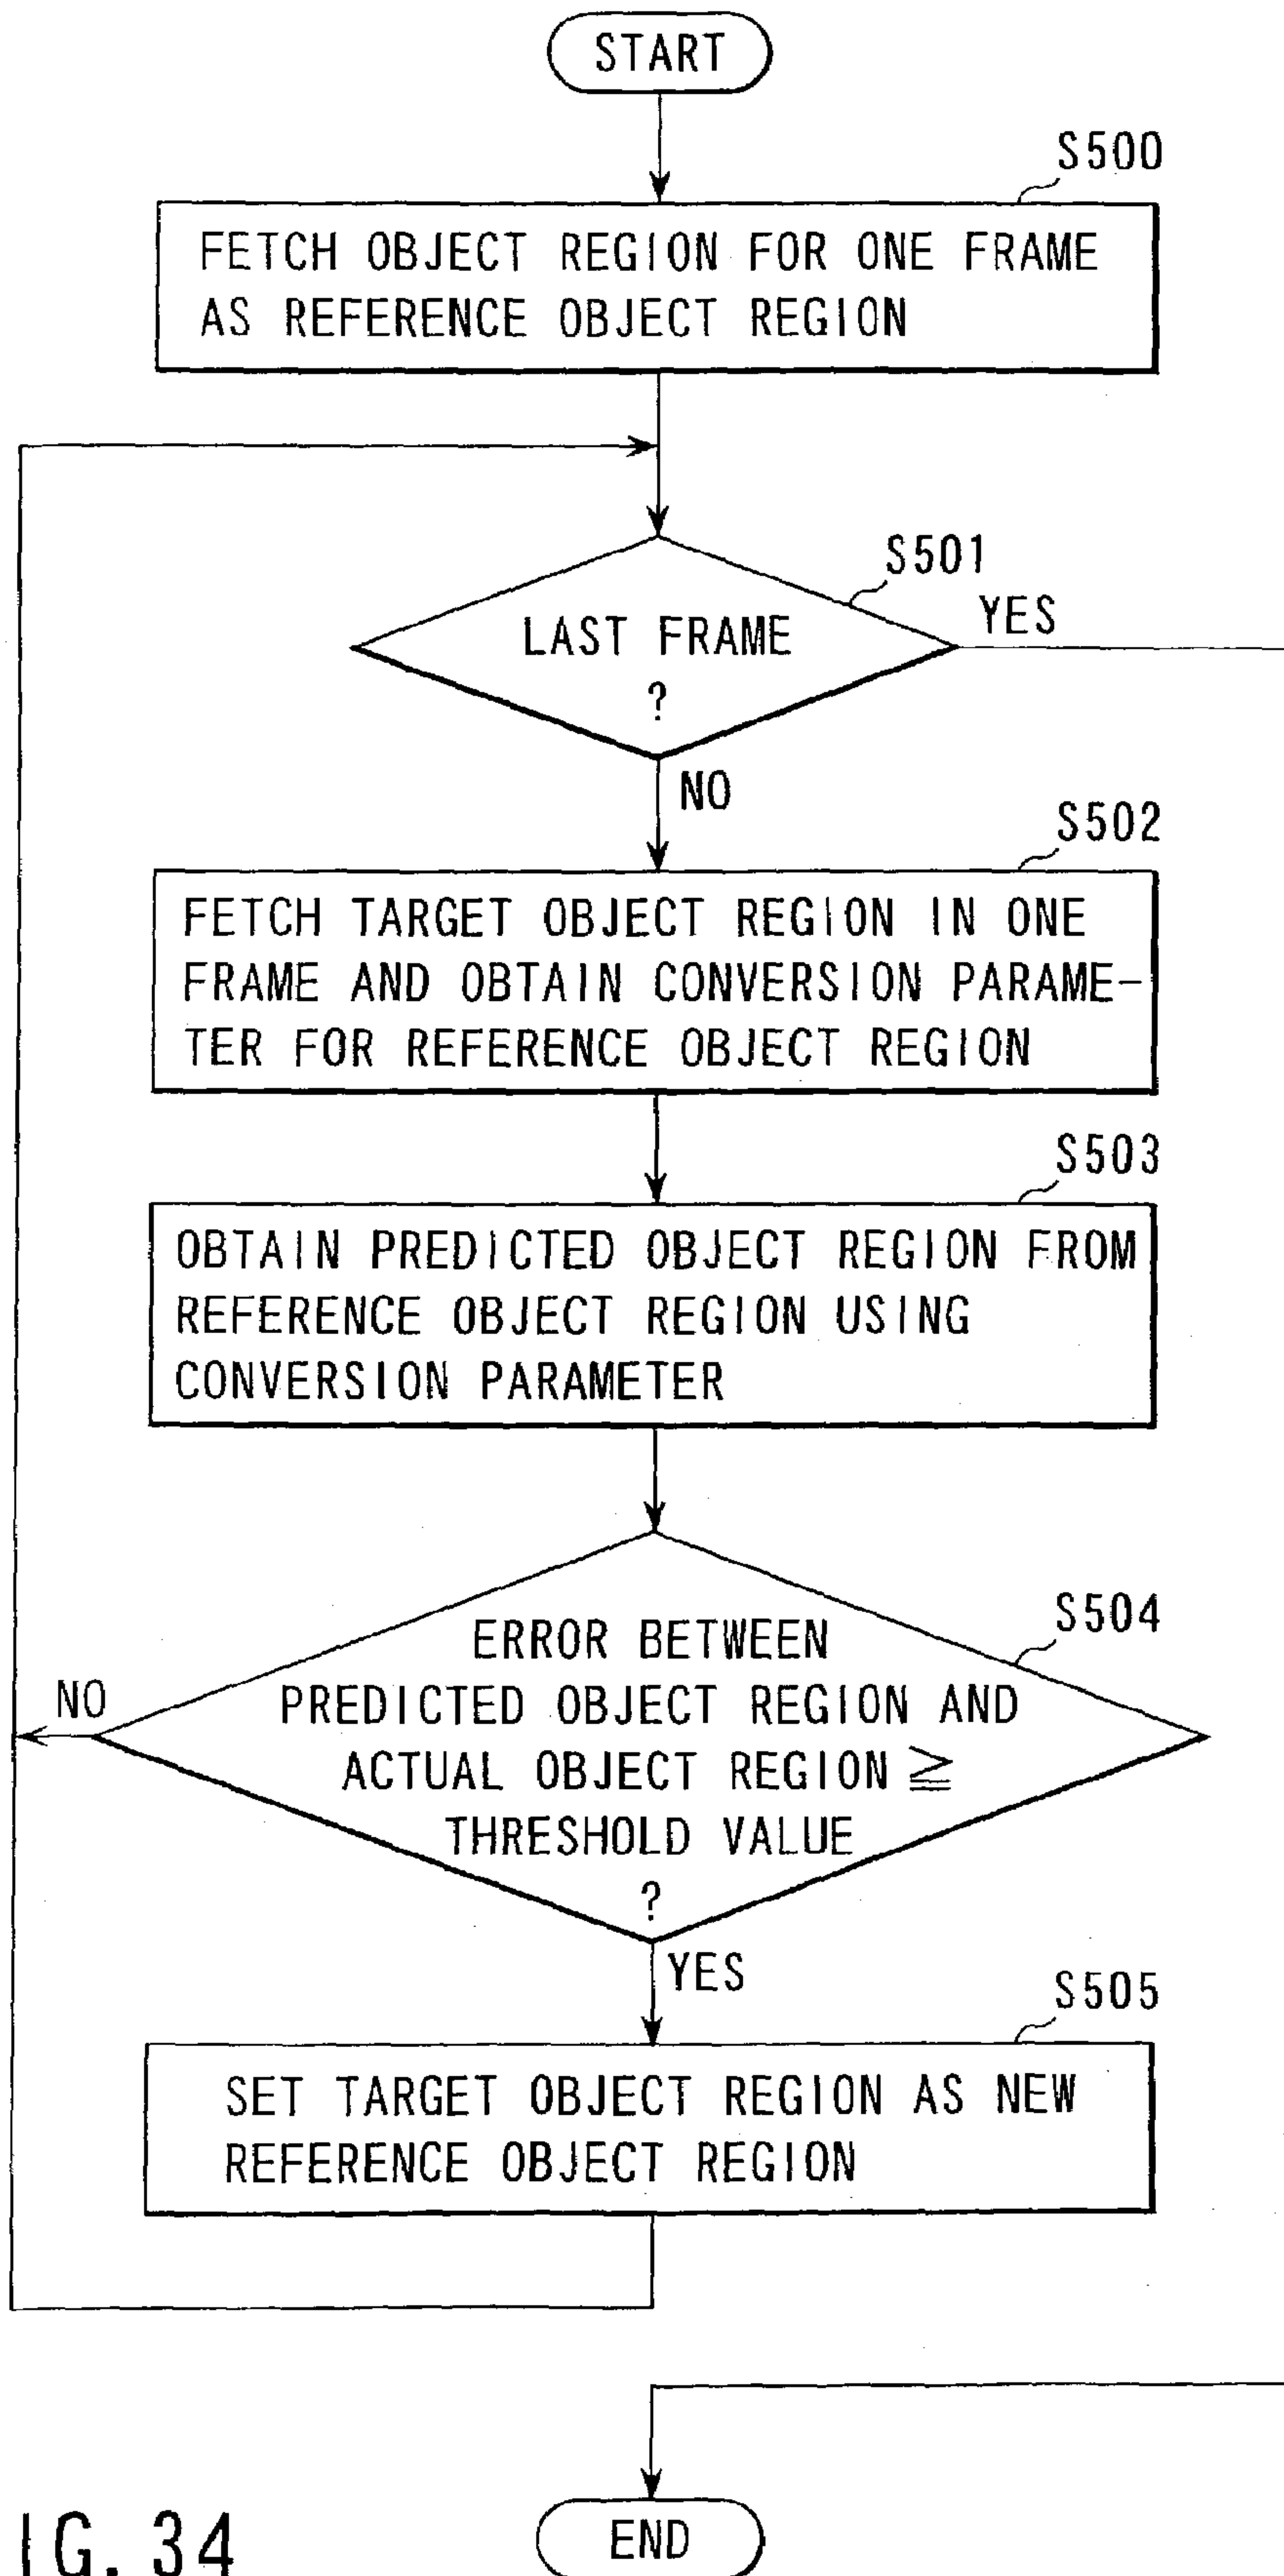 START
S500
FETCH OBJECT REGION FOR ONE FRAME
AS REFERENCE OBJECT REGION
S501
LAST FRAME
?
YES
NO
S502
FETCH TARGET OBJECT REGION IN ONE
FRAME AND OBTAIN CONVERSION PARAME-
TER FOR REFERENCE OBJECT REGION
S503
OBTAIN PREDICTED OBJECT REGION FROM
REFERENCE OBJECT REGION USING
CONVERSION PARAMETER
S504
ERROR BETWEEN
PREDICTED OBJECT REGION AND
ACTUAL OBJECT REGION ≧
THRESHOLD VALUE
?
NO
YES
S505
SET TARGET OBJECT REGION AS NEW
REFERENCE OBJECT REGION
END
IG. 34